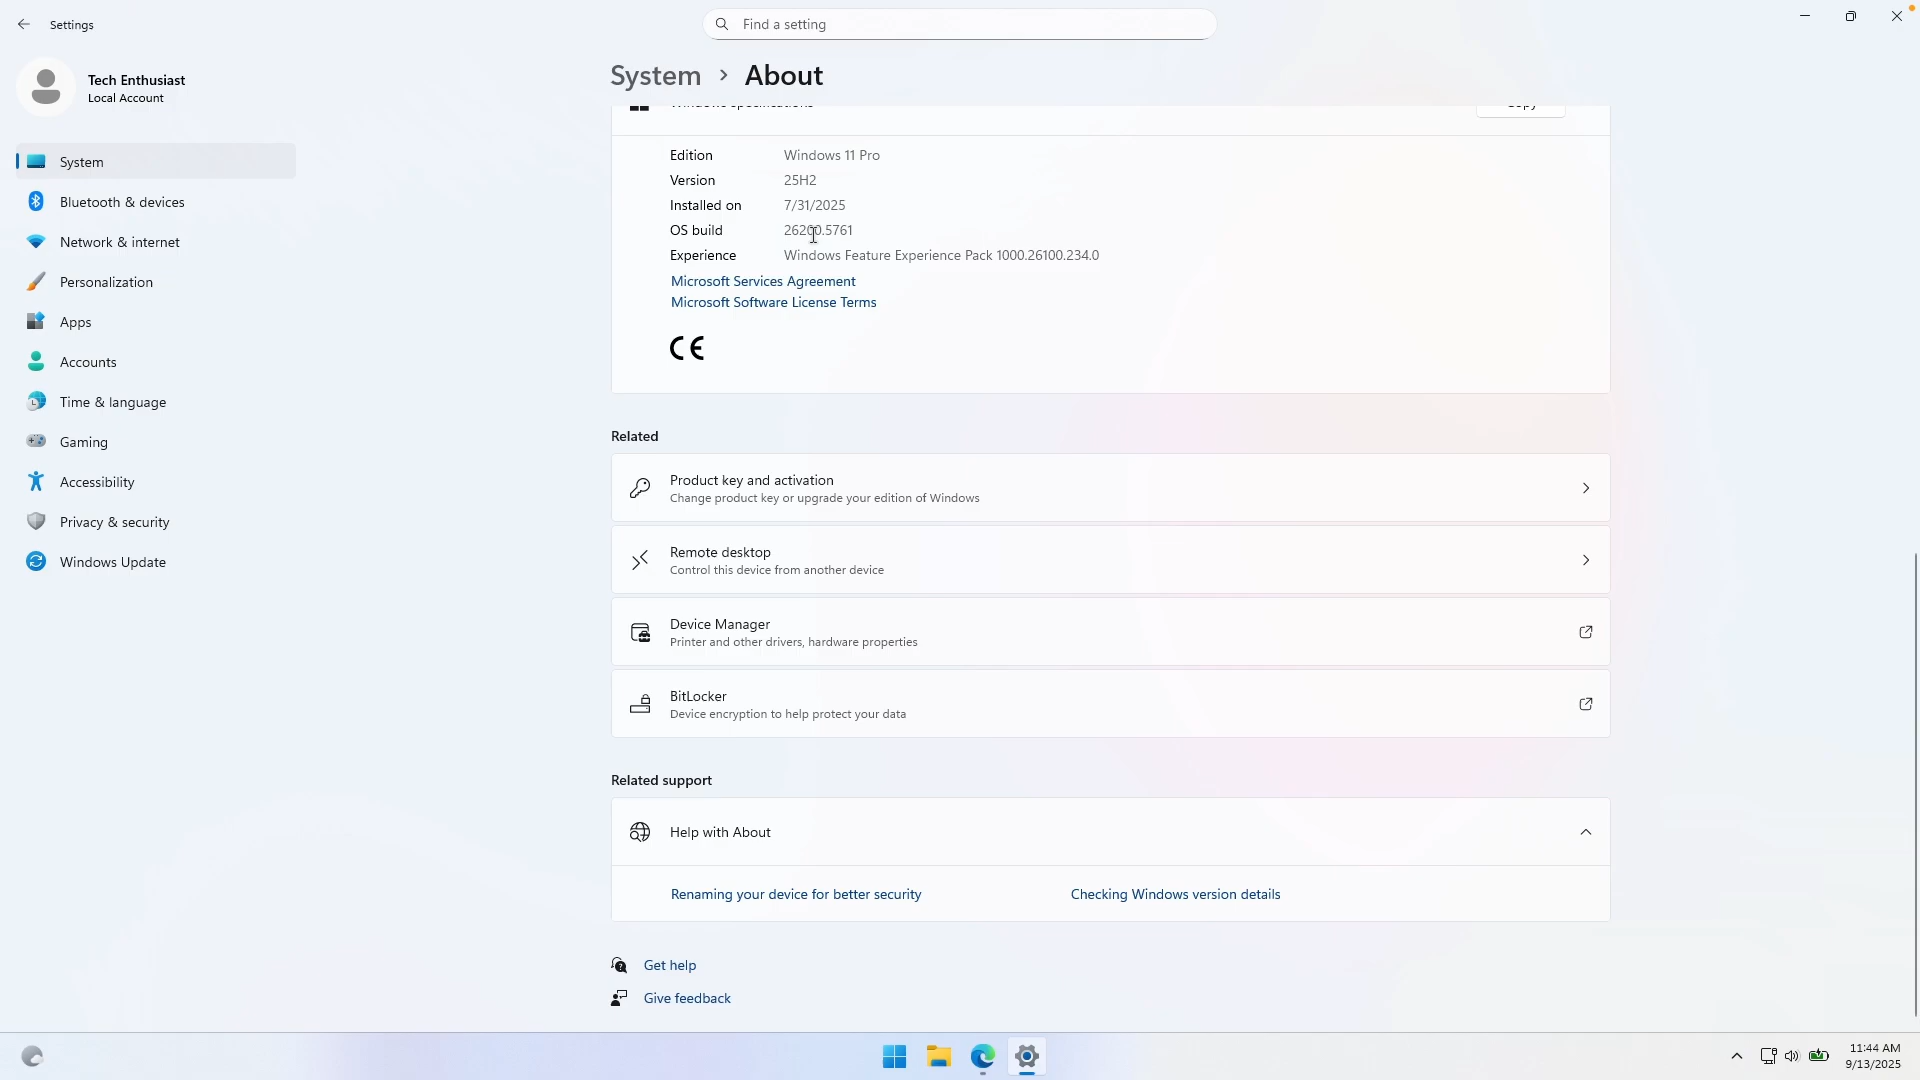 Settings
Find a setting
Tech Enthusiast
Local Account
System
Bluetooth & devices
Network & internet
Personalization
Apps
Accounts
Time & language
Gaming
Accessibility
Privacy & security
Windows Update
System > About
Windows specifications
Copy
Edition Windows 11 Pro
Version 25H2
Installed on 7/31/2025
OS build 26200.5761
Experience Windows Feature Experience Pack 1000.26100.234.0
Microsoft Services Agreement
Microsoft Software License Terms
CE
Related
Product key and activation
Change product key or upgrade your edition of Windows
Remote desktop
Control this device from another device
Device Manager
Printer and other drivers, hardware properties
BitLocker
Device encryption to help protect your data
Related support
Help with About
Renaming your device for better security
Checking Windows version details
Get help
Give feedback
11:44 AM
9/13/2025